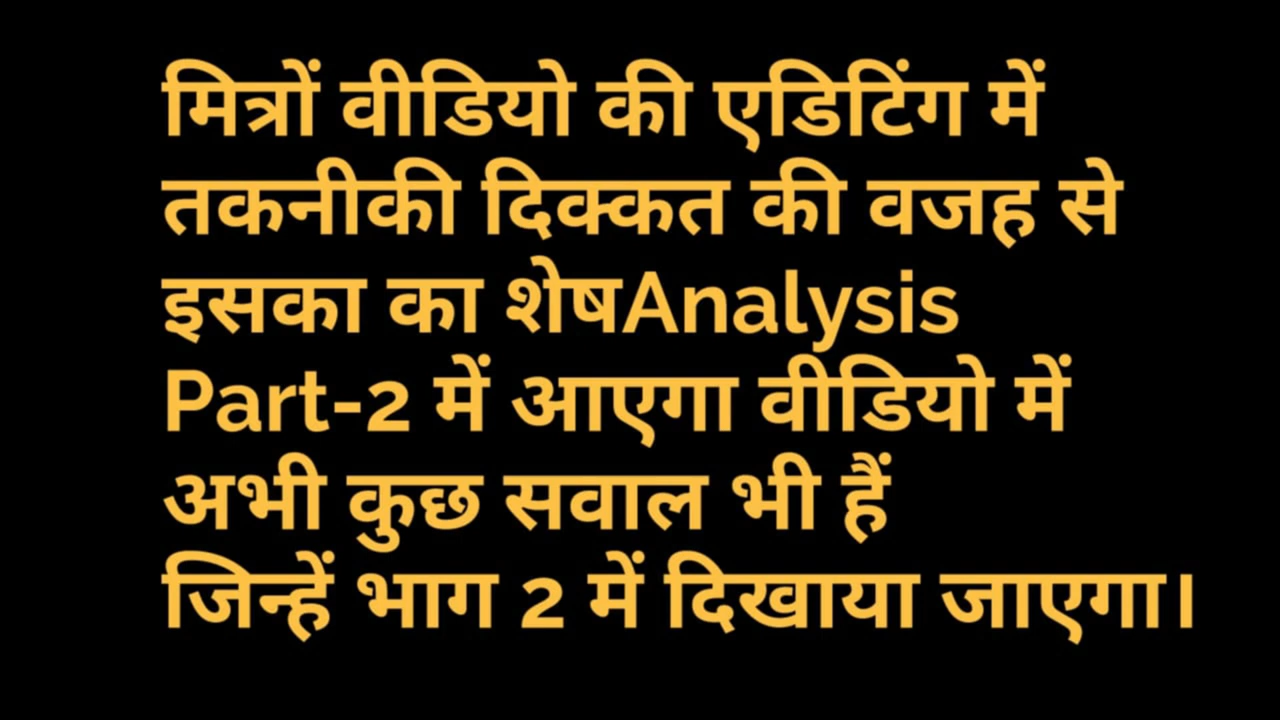 मित्रों वीडियो की एडिटिंग में
तकनीकी दिक्कत की वजह से
इसका का शेषAnalysis
Part-2 में आएगा वीडियो में
अभी कुछ सवाल भी हैं
जिन्हें भाग 2 में दिखाया जाएगा।